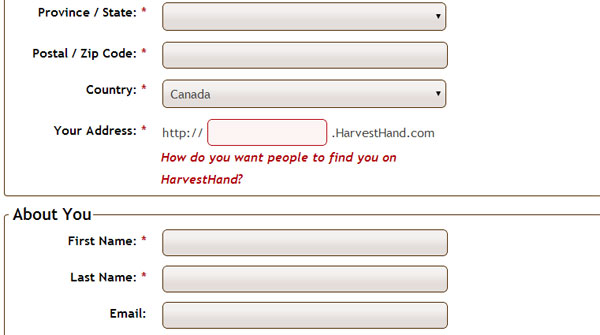 Province / State: *
Postal / Zip Code: *
Country: * Canada
Your Address: * http:// .HarvestHand.com
How do you want people to find you on
HarvestHand?
About You
First Name: *
Last Name: *
Email: